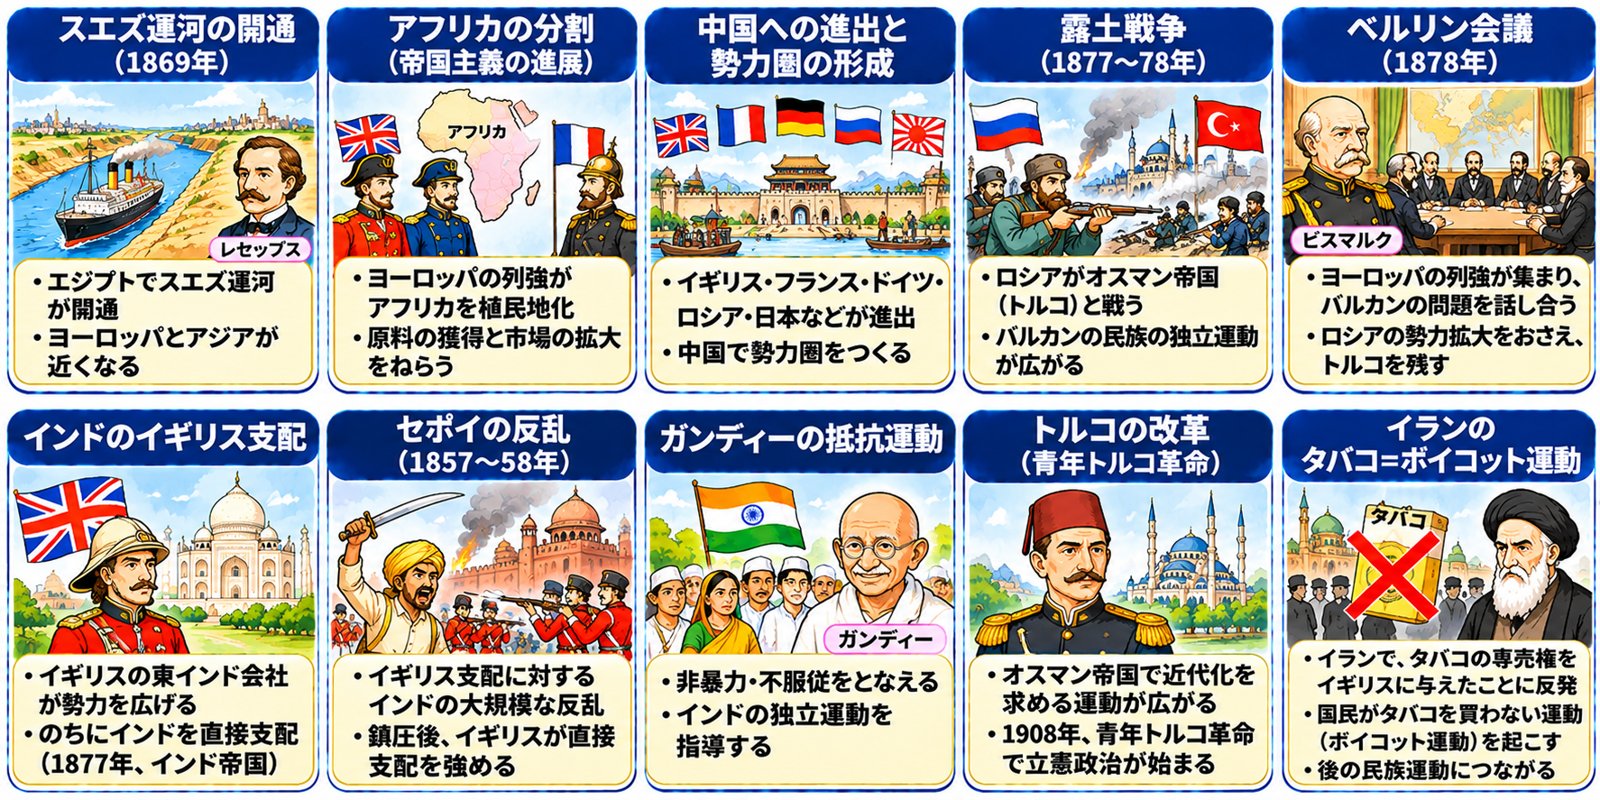 スエズ運河の開通
(1869年)
レセップス
・エジプトでスエズ運河
が開通
・ヨーロッパとアジアが
近くなる
アフリカの分割
(帝国主義の進展)
アフリカ
・ヨーロッパの列強が
アフリカを植民地化
・原料の獲得と市場の拡大
をねらう
中国への進出と
勢力圏の形成
・イギリス・フランス・ドイツ・
ロシア・日本などが進出
・中国で勢力圏をつくる
露土戦争
(1877〜78年)
・ロシアがオスマン帝国
(トルコ)と戦う
・バルカンの民族の独立運動
が広がる
ベルリン会議
(1878年)
ビスマルク
・ヨーロッパの列強が集まり、
バルカンの問題を話し合う
・ロシアの勢力拡大をおさえ、
トルコを残す
インドのイギリス支配
・イギリスの東インド会社
が勢力を広げる
・のちにインドを直接支配
(1877年、インド帝国)
セポイの反乱
(1857〜58年)
・イギリス支配に対する
インドの大規模な反乱
・鎮圧後、イギリスが直接
支配を強める
ガンディーの抵抗運動
ガンディー
・非暴力・不服従をとなえる
・インドの独立運動を
指導する
トルコの改革
(青年トルコ革命)
・オスマン帝国で近代化を
求める運動が広がる
・1908年、青年トルコ革命
で立憲政治が始まる
イランの
タバコ=ボイコット運動
タバコ
・イランで、タバコの専売権を
イギリスに与えたことに反発
・国民がタバコを買わない運動
(ボイコット運動)を起こす
・後の民族運動につながる